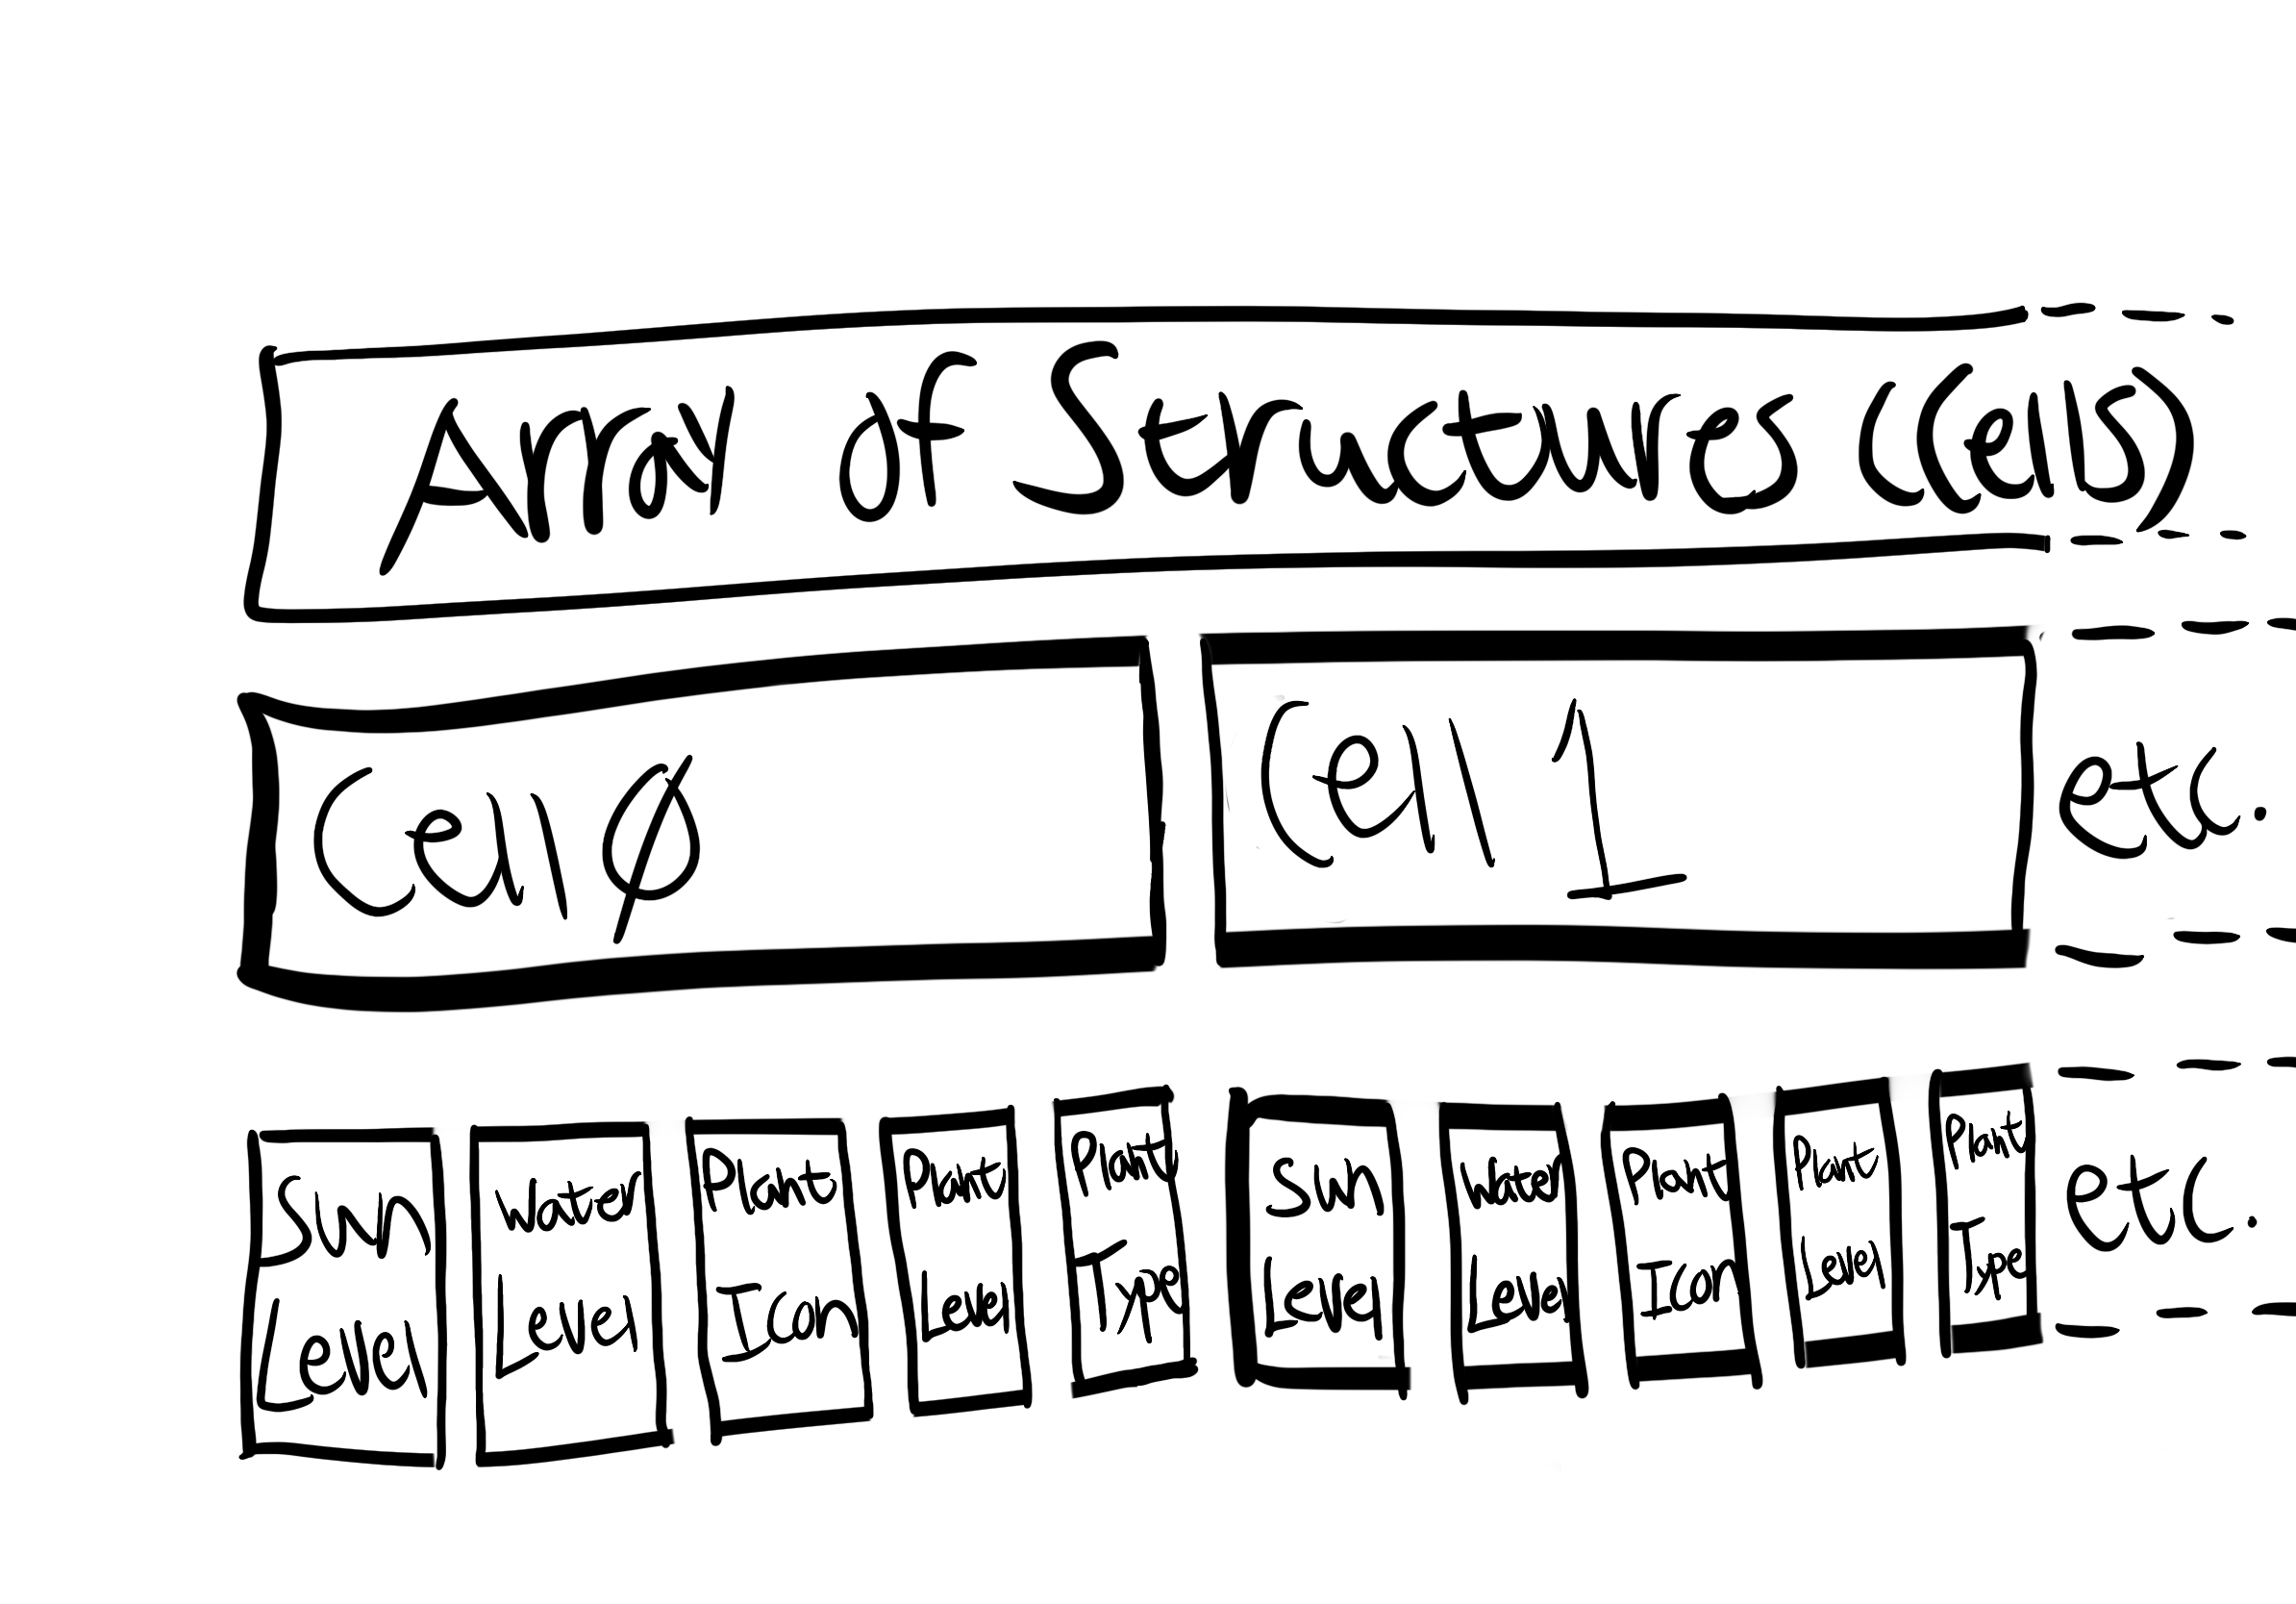 Array of Structures (Cells)
Cell 0
Cell 1
etc.
Sun
Level
Water
Level
Plant
Icon
Plant
Level
Plant
Type
Sun
Level
Water
Level
Plant
Icon
Plant
Level
Plant
Type
etc.